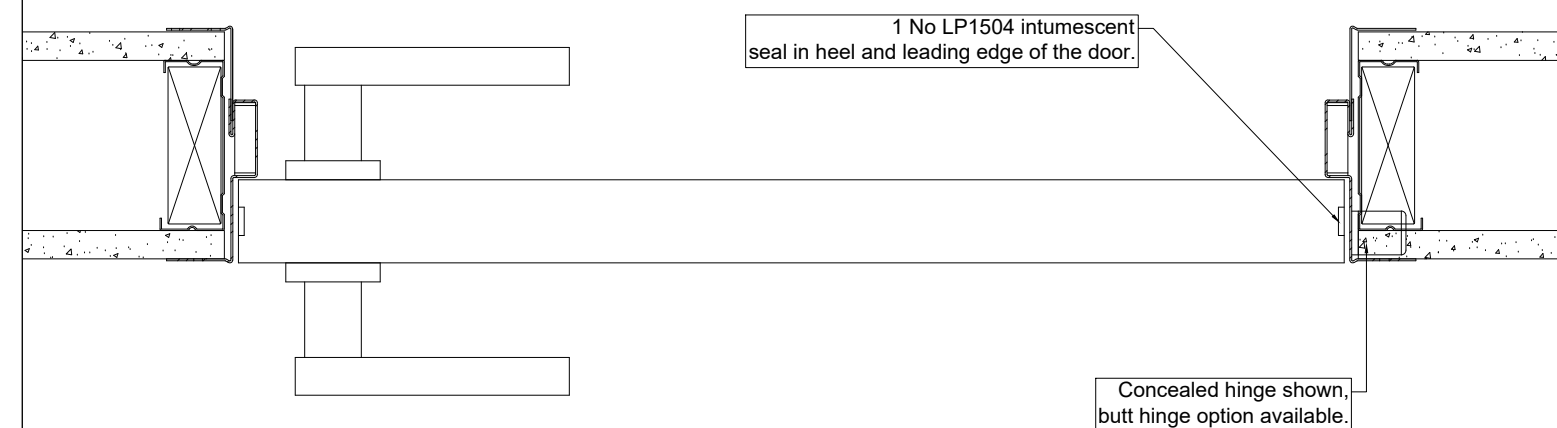 1 No LP1504 intumescent
seal in heel and leading edge of the door.
Concealed hinge shown,
butt hinge option available.